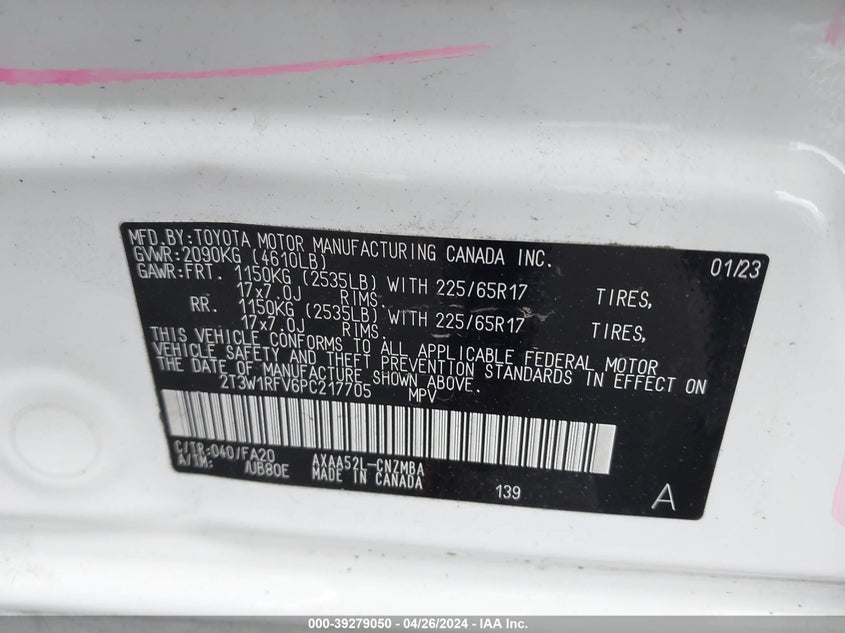 MFD.BY:TOYOTA MOTOR MANUFACTURING CANADA INC. 01/23
GVWR:2090KG (4610LB)
GAWR:FRT. 1150KG (2535LB) WITH 225/65R17 TIRES,
17x7.0J RIMS.
RR. 1150KG (2535LB) WITH 225/65R17 TIRES,
17x7.0J RIMS.
THIS VEHICLE CONFORMS TO ALL APPLICABLE FEDERAL MOTOR
VEHICLE SAFETY AND THEFT PREVENTION STANDARDS IN EFFECT ON
THE DATE OF MANUFACTURE SHOWN ABOVE.
2T3W1RFV6PC217705 MPV
C/TR:040/FA20 AXAA52L-CNZMBA
A/TM: /UB80E MADE IN CANADA
139 A
000-39279050 - 04/26/2024 - IAA Inc.